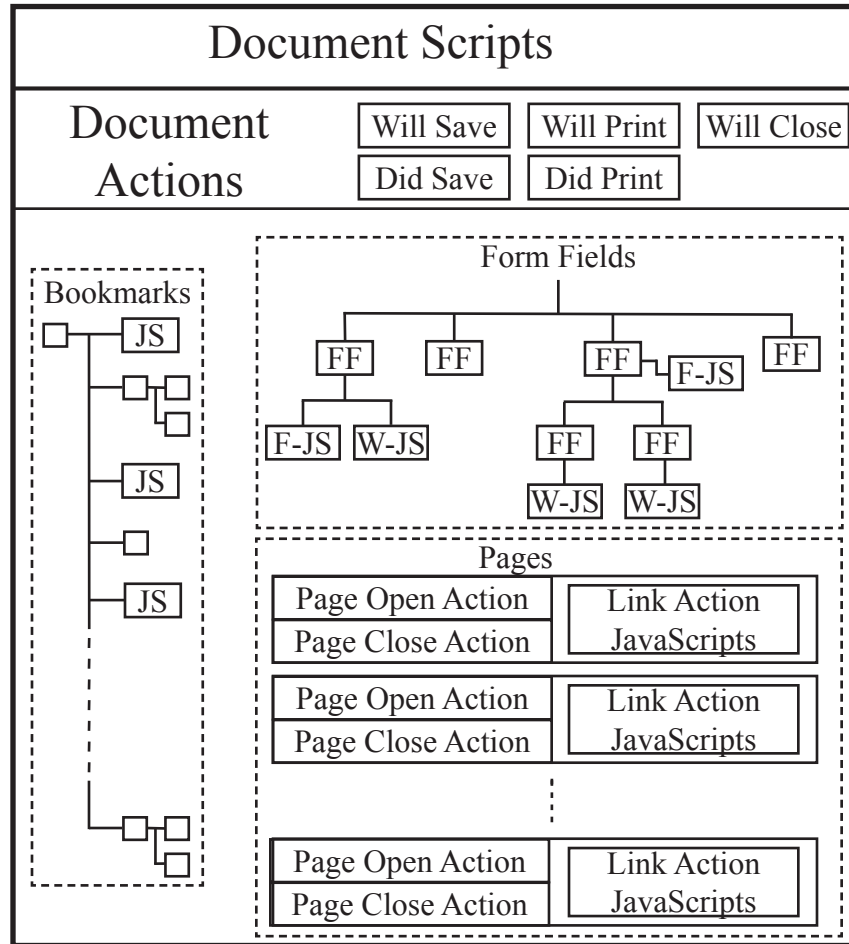 Document Scripts
Document
Actions
Will Save
Will Print
Will Close
Did Save
Did Print
Bookmarks
JS
JS
JS
Form Fields
FF
FF
FF
FF
F-JS
F-JS
W-JS
FF
FF
W-JS
W-JS
Pages
Page Open Action
Page Close Action
Link Action
JavaScripts
Page Open Action
Page Close Action
Link Action
JavaScripts
Page Open Action
Page Close Action
Link Action
JavaScripts